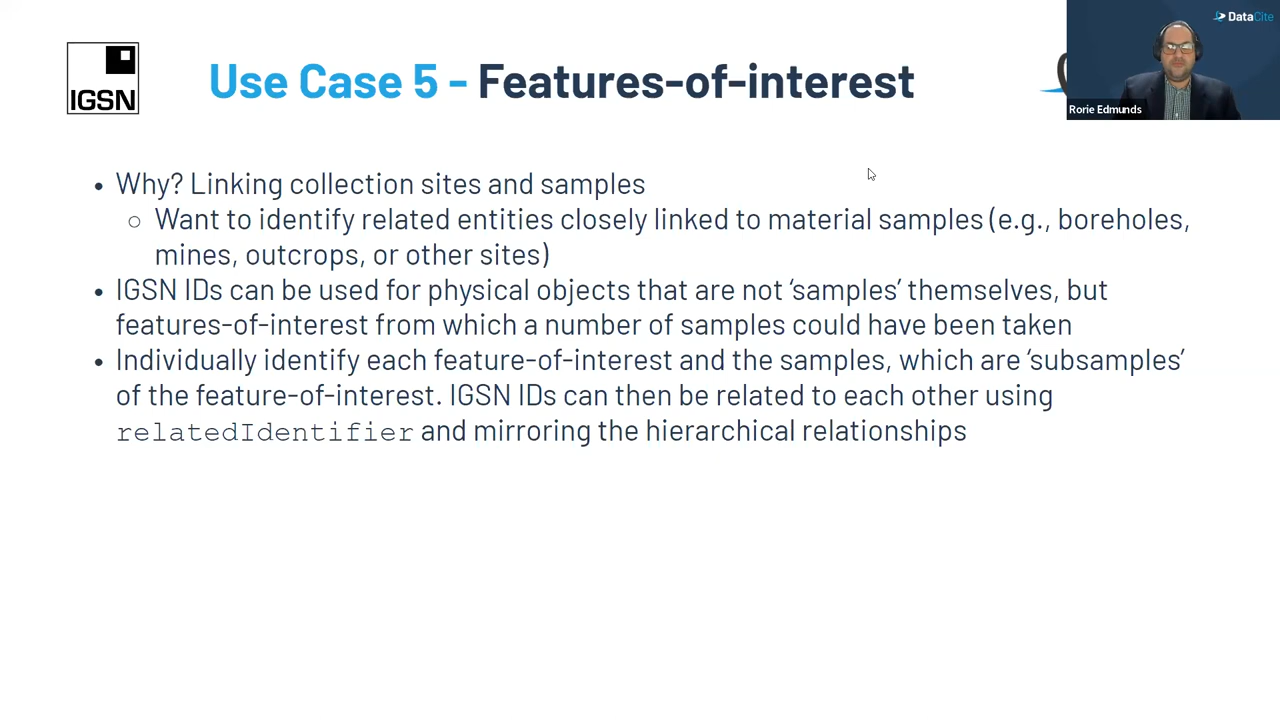 DataCite
IGSN
Use Case 5 - Features-of-interest
Rorie Edmunds
• Why? Linking collection sites and samples
○ Want to identify related entities closely linked to material samples (e.g., boreholes,
mines, outcrops, or other sites)
• IGSN IDs can be used for physical objects that are not ‘samples’ themselves, but
features-of-interest from which a number of samples could have been taken
• Individually identify each feature-of-interest and the samples, which are ‘subsamples’
of the feature-of-interest. IGSN IDs can then be related to each other using
relatedIdentifier and mirroring the hierarchical relationships